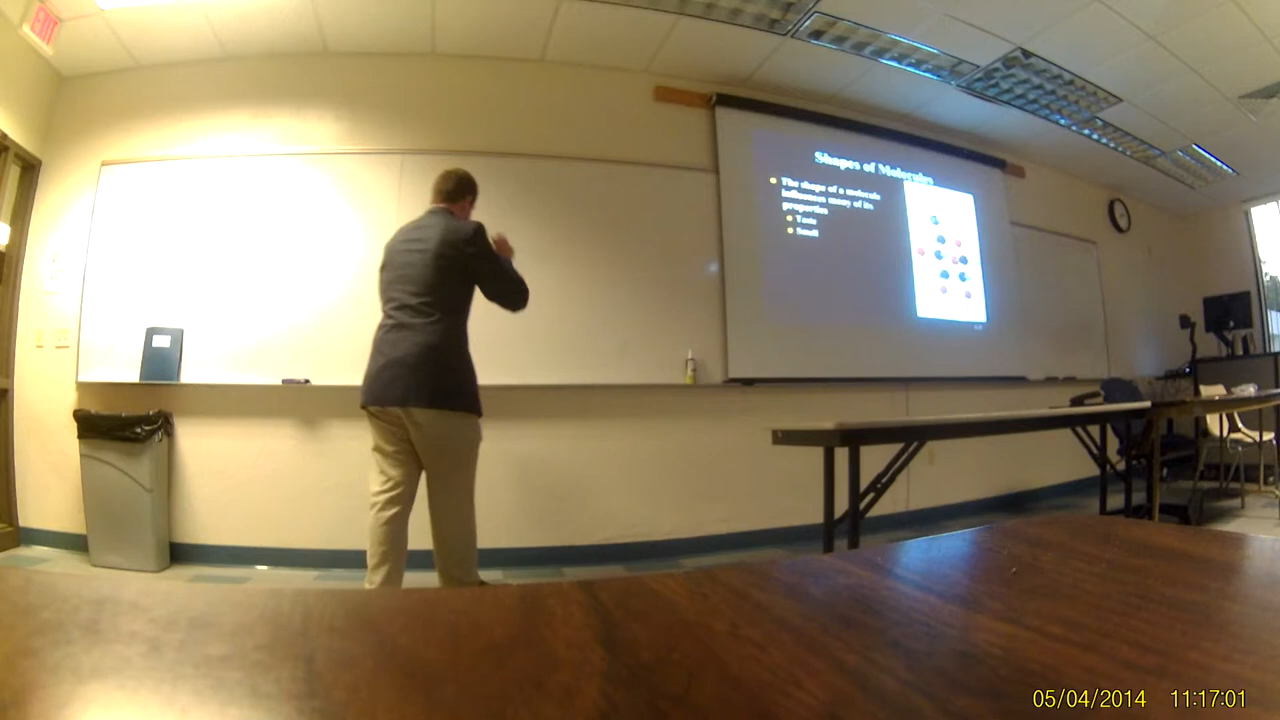 EXIT
Shapes of Molecules
The shape of a molecule
influences many of its
properties
Taste
Smell
05/04/2014 11:17:01